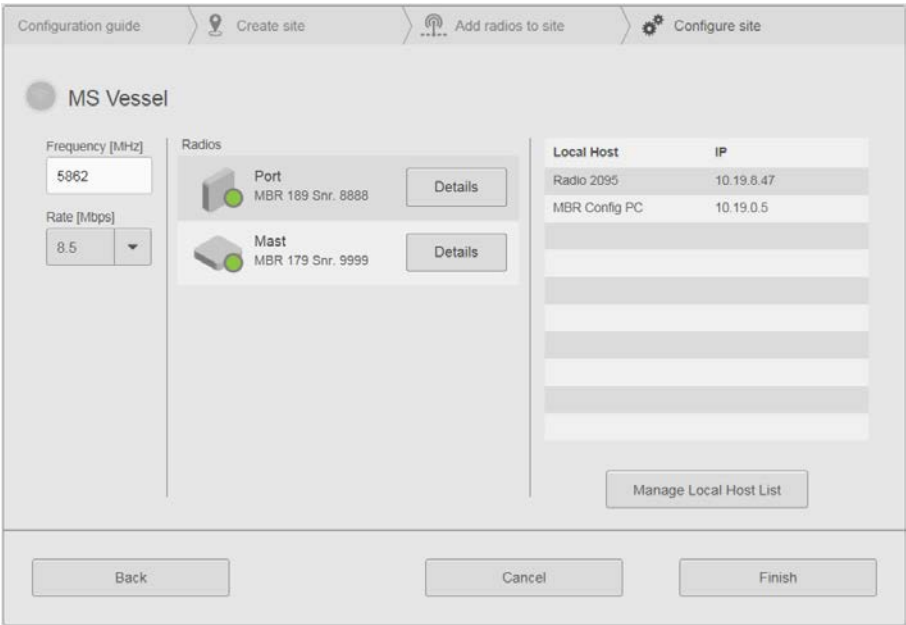 Configuration guide
Create site
Add radios to site
Configure site
MS Vessel
Frequency [MHz]
5862
Rate [Mbps]
8.5
Radios
Port
MBR 189 Snr. 8888
Details
Mast
MBR 179 Snr. 9999
Details
Local Host IP
Radio 2095 10.19.8.47
MBR Config PC 10.19.0.5
Manage Local Host List
Back
Cancel
Finish